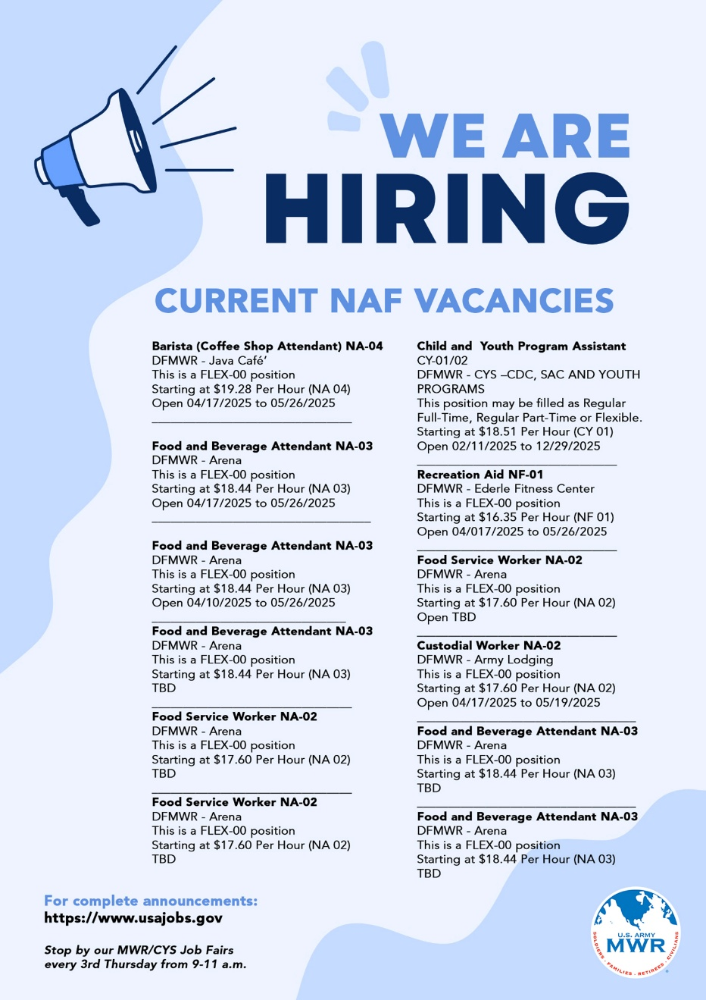 WE ARE
HIRING
CURRENT NAF VACANCIES
Barista (Coffee Shop Attendant) NA-04
DFMWR - Java Café’
This is a FLEX-00 position
Starting at $19.28 Per Hour (NA 04)
Open 04/17/2025 to 05/26/2025
Food and Beverage Attendant NA-03
DFMWR - Arena
This is a FLEX-00 position
Starting at $18.44 Per Hour (NA 03)
Open 04/17/2025 to 05/26/2025
Food and Beverage Attendant NA-03
DFMWR - Arena
This is a FLEX-00 position
Starting at $18.44 Per Hour (NA 03)
Open 04/10/2025 to 05/26/2025
Food and Beverage Attendant NA-03
DFMWR - Arena
This is a FLEX-00 position
Starting at $18.44 Per Hour (NA 03)
TBD
Food Service Worker NA-02
DFMWR - Arena
This is a FLEX-00 position
Starting at $17.60 Per Hour (NA 02)
TBD
Food Service Worker NA-02
DFMWR - Arena
This is a FLEX-00 position
Starting at $17.60 Per Hour (NA 02)
TBD
Child and  Youth Program Assistant
CY-01/02
DFMWR - CYS –CDC, SAC AND YOUTH
PROGRAMS
This position may be filled as Regular
Full-Time, Regular Part-Time or Flexible.
Starting at $18.51 Per Hour (CY 01)
Open 02/11/2025 to 12/29/2025
Recreation Aid NF-01
DFMWR - Ederle Fitness Center
This is a FLEX-00 position
Starting at $16.35 Per Hour (NF 01)
Open 04/017/2025 to 05/26/2025
Food Service Worker NA-02
DFMWR - Arena
This is a FLEX-00 position
Starting at $17.60 Per Hour (NA 02)
Open TBD
Custodial Worker NA-02
DFMWR - Army Lodging
This is a FLEX-00 position
Starting at $17.60 Per Hour (NA 02)
Open 04/17/2025 to 05/19/2025
Food and Beverage Attendant NA-03
DFMWR - Arena
This is a FLEX-00 position
Starting at $18.44 Per Hour (NA 03)
TBD
Food and Beverage Attendant NA-03
DFMWR - Arena
This is a FLEX-00 position
Starting at $18.44 Per Hour (NA 03)
TBD
For complete announcements:
https://www.usajobs.gov
Stop by our MWR/CYS Job Fairs
every 3rd Thursday from 9-11 a.m.
U.S. ARMY
MWR
SOLDIERS · FAMILIES · RETIREES · CIVILIANS